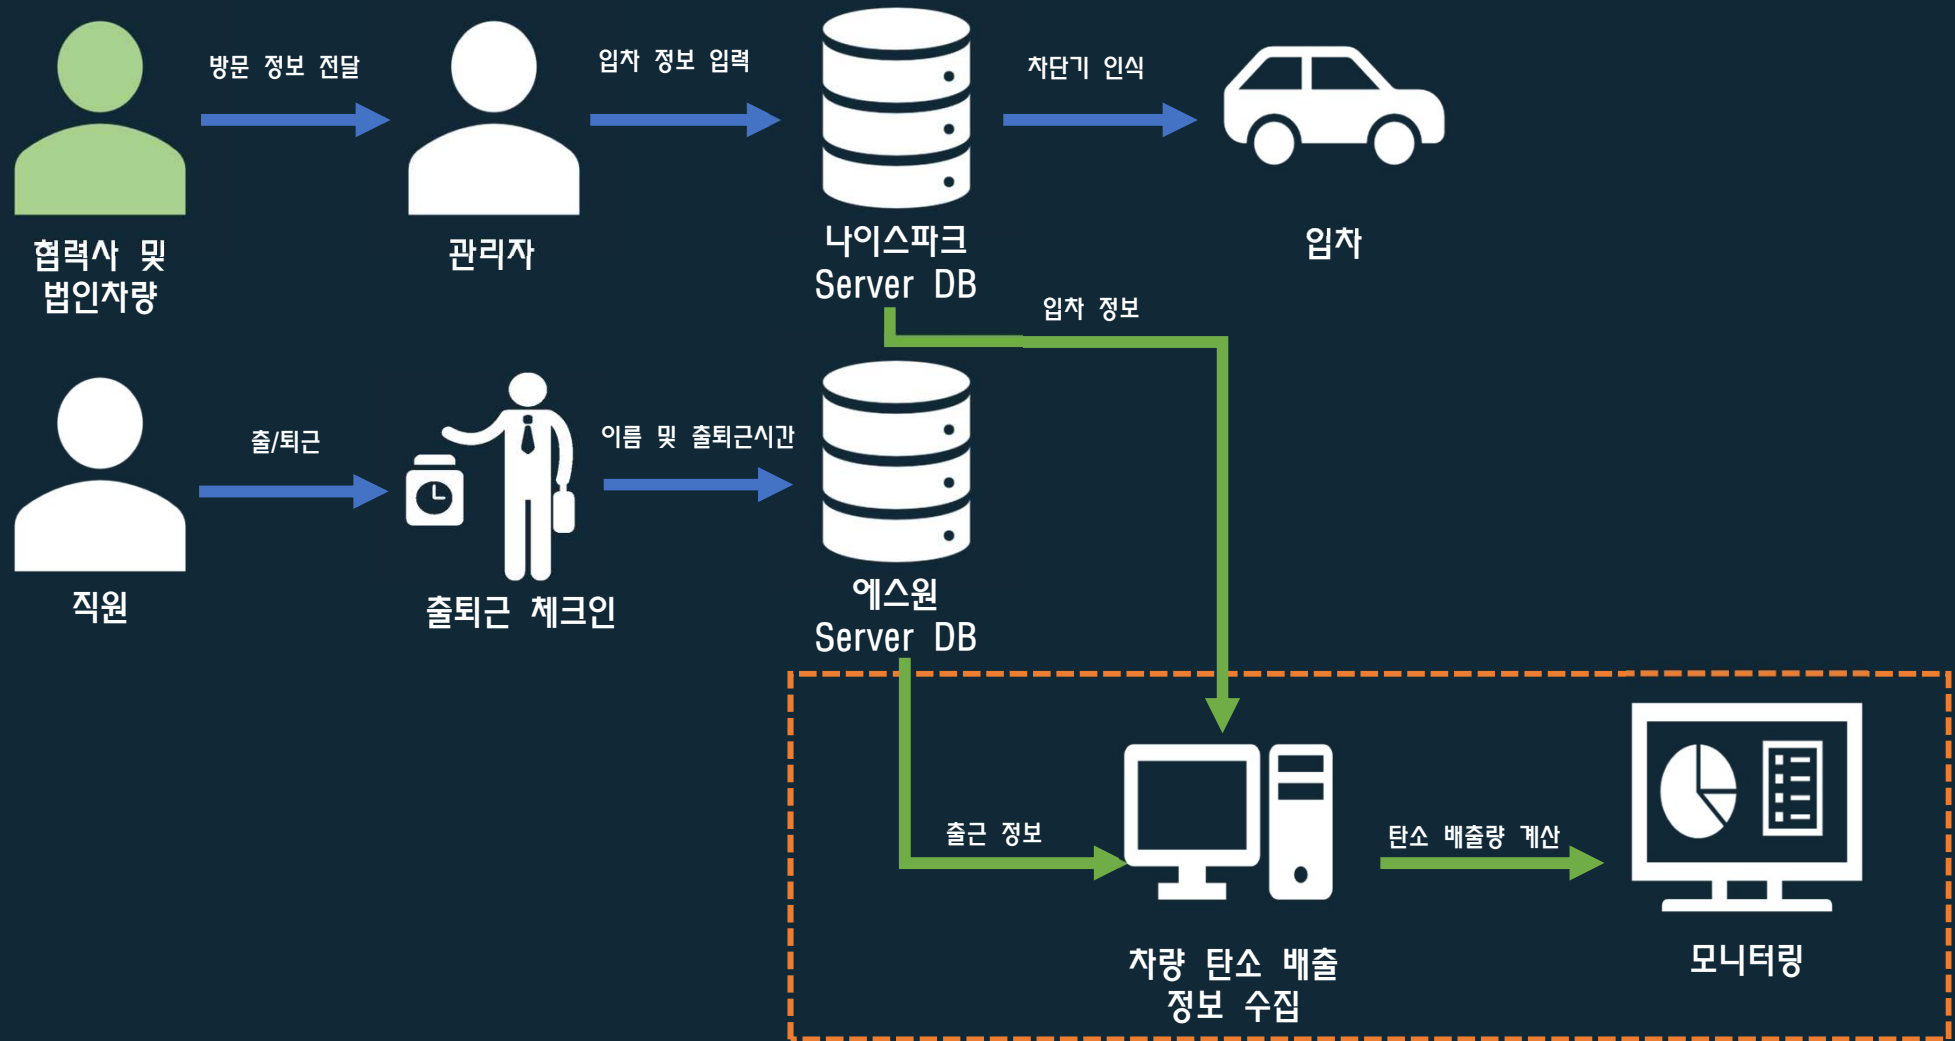 방문 정보 전달
입차 정보 입력
차단기 인식
협력사 및
법인차량
관리자
나이스파크
Server DB
입차
입차 정보
출/퇴근
이름 및 출퇴근시간
직원
출퇴근 체크인
에스원
Server DB
출근 정보
탄소 배출량 계산
차량 탄소 배출
정보 수집
모니터링